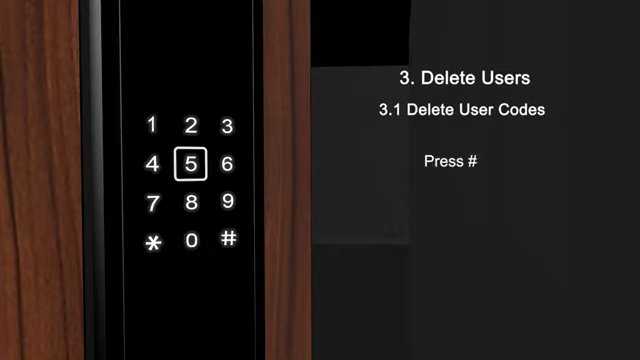 3. Delete Users
3.1 Delete User Codes
Press #
1 2 3
4 5 6
7 8 9
* 0 #